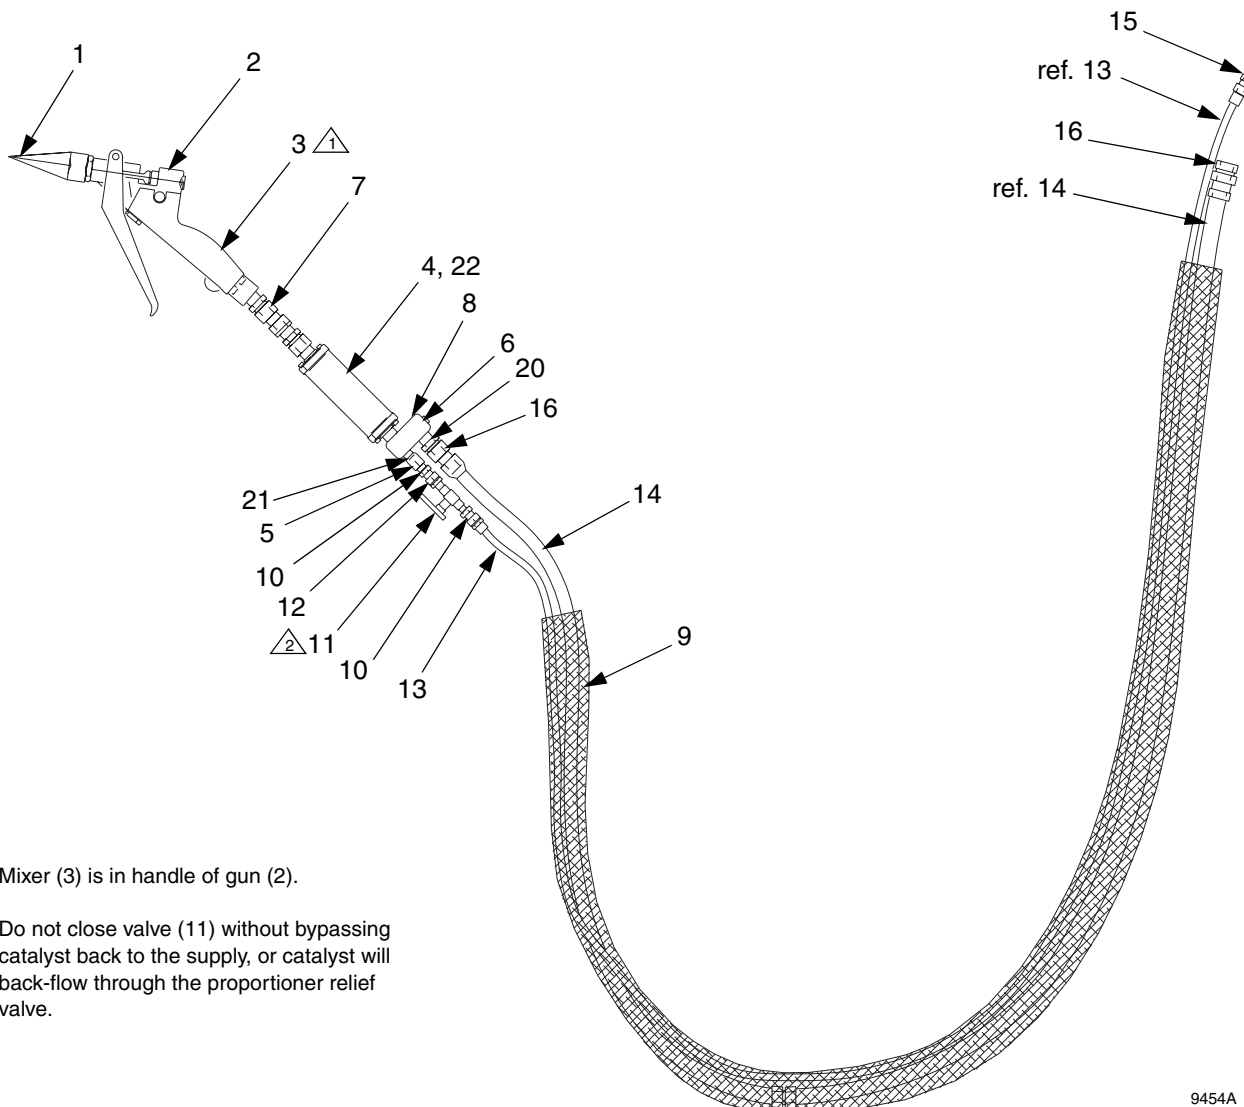 15
1
2
ref. 13
16
3 1
7
ref. 14
4, 22
8
6
20
16
21
14
5
10
12
2 11
9
10
13
Mixer (3) is in handle of gun (2).
Do not close valve (11) without bypassing
catalyst back to the supply, or catalyst will
back-flow through the proportioner relief
valve.
9454A